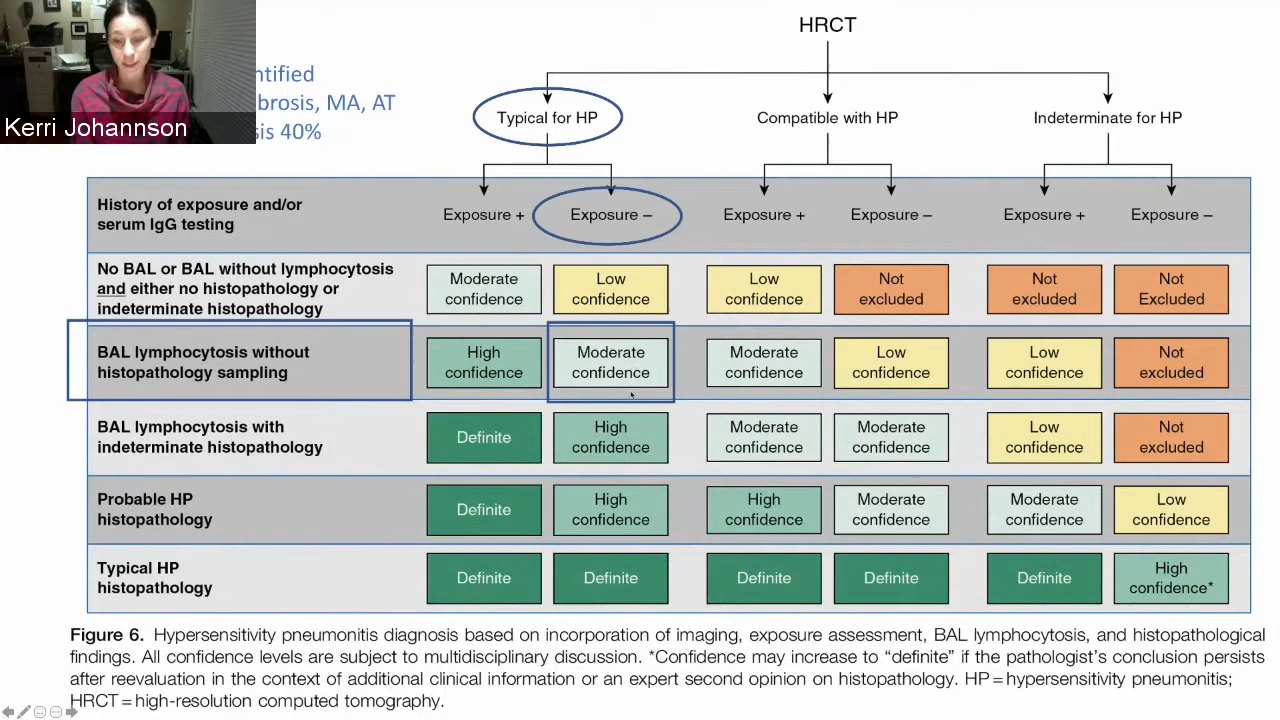 HRCT
ntified
brosis, MA, AT
sis 40%
Kerri Johannson
Typical for HP
Compatible with HP
Indeterminate for HP
History of exposure and/or
serum IgG testing
Exposure +
Exposure –
Exposure +
Exposure –
Exposure +
Exposure –
No BAL or BAL without lymphocytosis
and either no histopathology or
indeterminate histopathology
Moderate
confidence
Low
confidence
Low
confidence
Not
excluded
Not
excluded
Not
Excluded
BAL lymphocytosis without
histopathology sampling
High
confidence
Moderate
confidence
Moderate
confidence
Low
confidence
Low
confidence
Not
excluded
BAL lymphocytosis with
indeterminate histopathology
Definite
High
confidence
Moderate
confidence
Moderate
confidence
Low
confidence
Not
excluded
Probable HP
histopathology
Definite
High
confidence
High
confidence
Moderate
confidence
Moderate
confidence
Low
confidence
Typical HP
histopathology
Definite
Definite
Definite
Definite
Definite
High
confidence*
Figure 6. Hypersensitivity pneumonitis diagnosis based on incorporation of imaging, exposure assessment, BAL lymphocytosis, and histopathological
findings. All confidence levels are subject to multidisciplinary discussion. *Confidence may increase to “definite” if the pathologist’s conclusion persists
after reevaluation in the context of additional clinical information or an expert second opinion on histopathology. HP = hypersensitivity pneumonitis;
HRCT = high-resolution computed tomography.